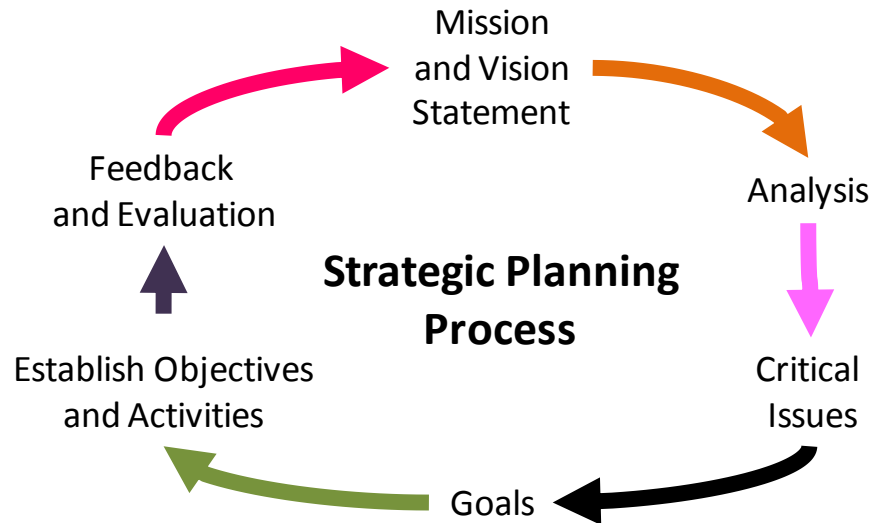 Mission
and Vision
Statement
Analysis
Critical
Issues
Goals
Establish Objectives
and Activities
Feedback
and Evaluation
Strategic Planning
Process